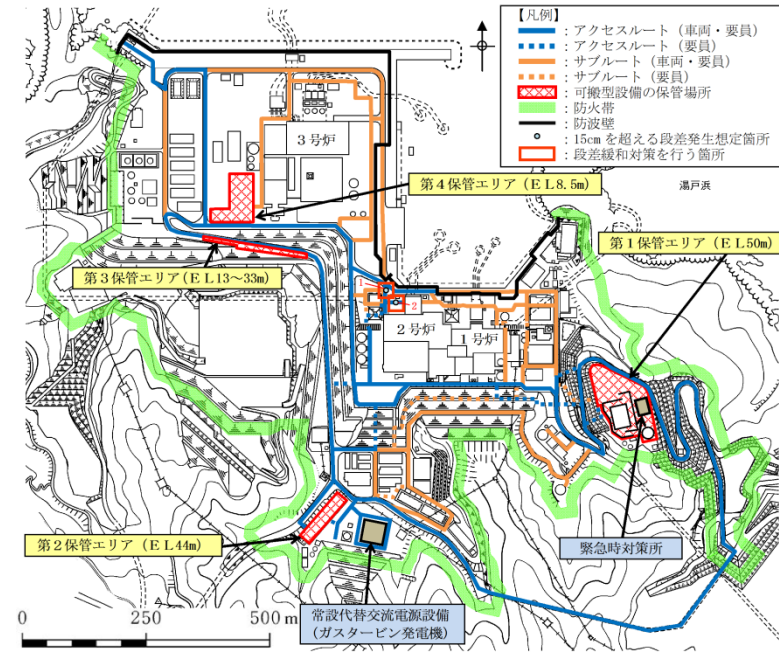 【凡例】
：アクセスルート（車両・要員）
：アクセスルート（要員）
：サブルート（車両・要員）
：サブルート（要員）
：可搬型設備の保管場所
：防火帯
：防波壁
：15cmを超える段差発生想定箇所
：段差緩和対策を行う箇所
3号炉
湯戸浜
第4保管エリア（EL8.5m）
第1保管エリア（EL50m）
第3保管エリア（EL13～33m）
1
2
2号炉
1号炉
第2保管エリア（EL44m）
緊急時対策所
常設代替交流電源設備
（ガスタービン発電機）
0
250
500 m